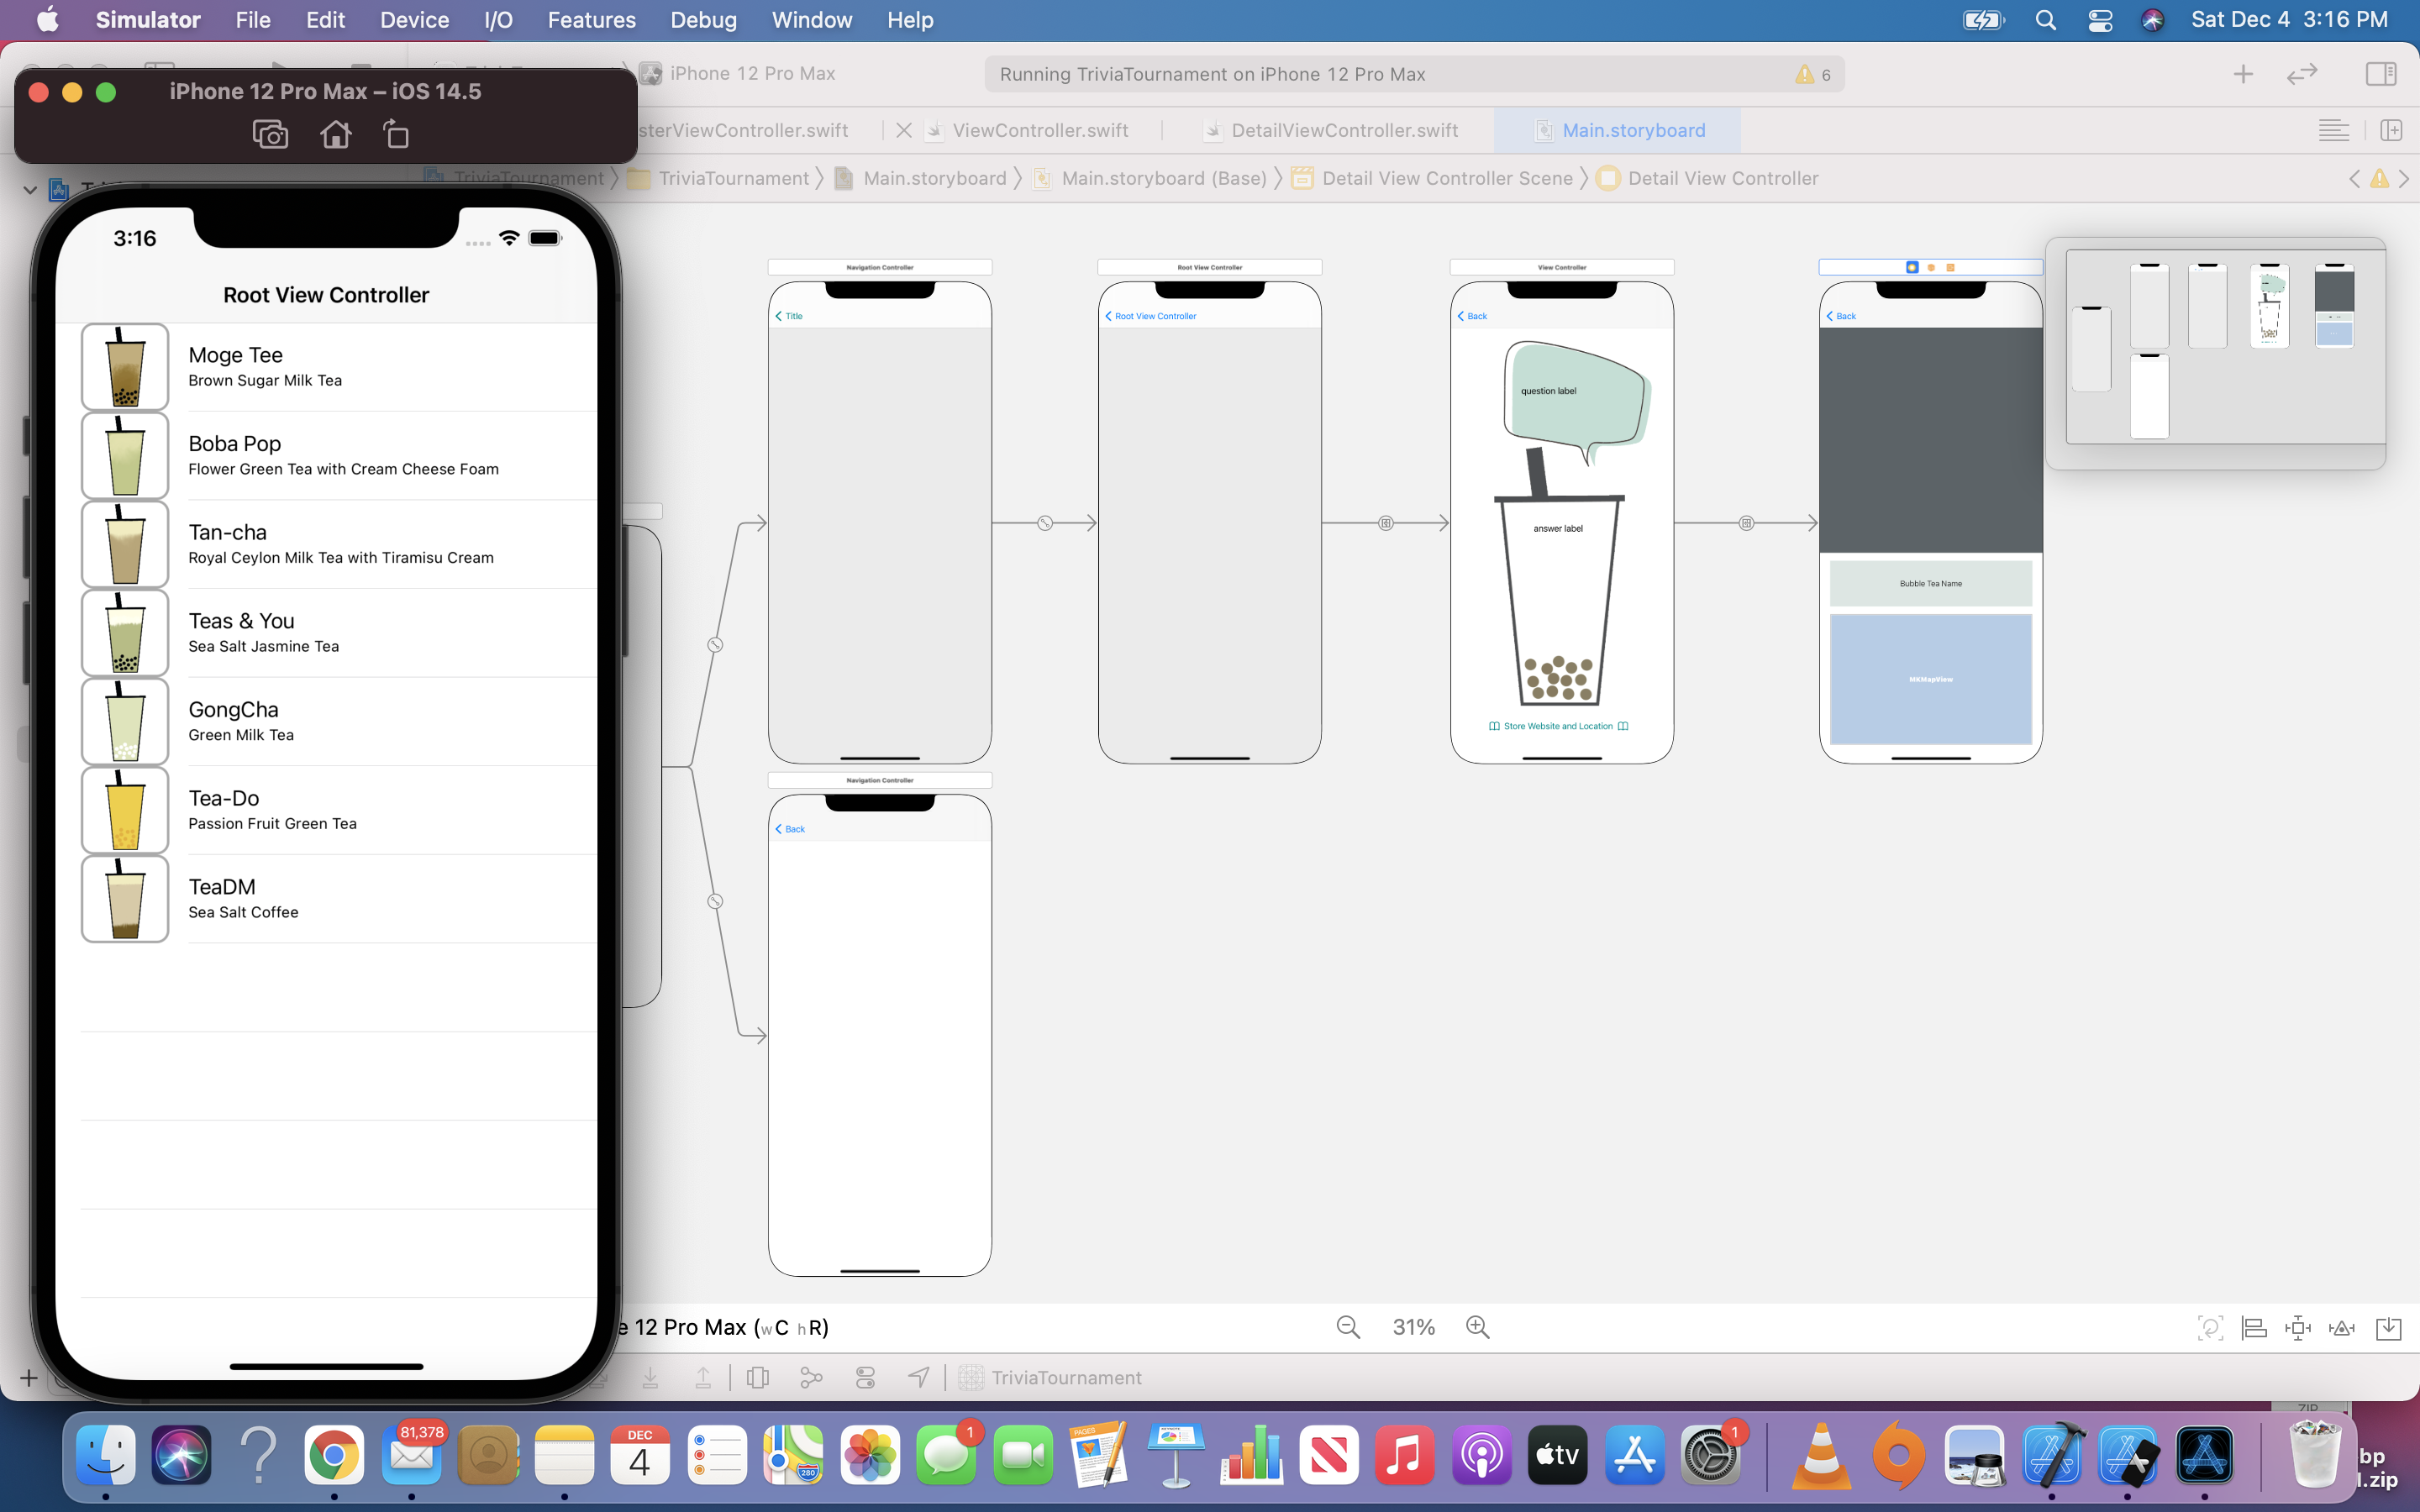 Simulator File Edit Device I/O Features Debug Window Help Sat Dec 4 3:16 PM
iPhone 12 Pro Max
Running TriviaTournament on iPhone 12 Pro Max 6
iPhone 12 Pro Max – iOS 14.5
sterViewController.swift ViewController.swift DetailViewController.swift Main.storyboard
TriviaTournament TriviaTournament Main.storyboard Main.storyboard (Base) Detail View Controller Scene Detail View Controller
3:16
Root View Controller
Moge Tee
Brown Sugar Milk Tea
Boba Pop
Flower Green Tea with Cream Cheese Foam
Tan-cha
Royal Ceylon Milk Tea with Tiramisu Cream
Teas & You
Sea Salt Jasmine Tea
GongCha
Green Milk Tea
Tea-Do
Passion Fruit Green Tea
TeaDM
Sea Salt Coffee
Navigation Controller
Title
Root View Controller
Root View Controller
View Controller
Back
question label
answer label
Store Website and Location
Back
Bubble Tea Name
MKMapView
Navigation Controller
Back
e 12 Pro Max (wC hR)
31%
TriviaTournament
81,378
DEC
4
1
PAGES
280
tv
1
ZIP
bp
1.zip